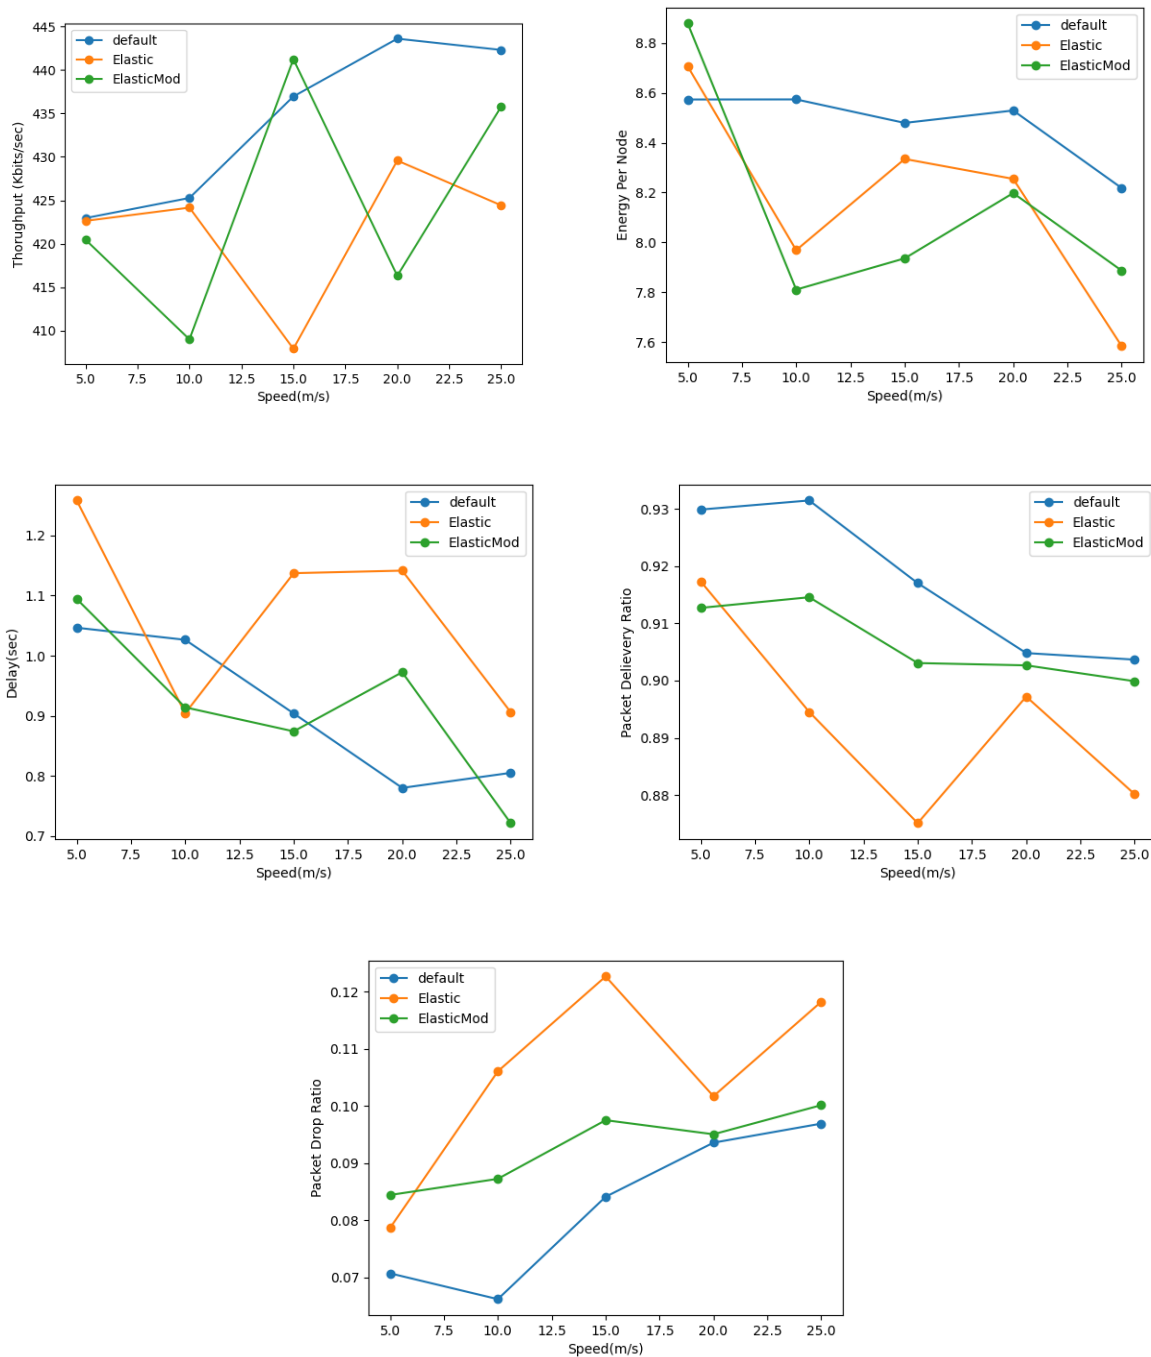 445
440
435
430
425
420
415
410
Thorughput (Kbits/sec)
default
Elastic
ElasticMod
5.0 7.5 10.0 12.5 15.0 17.5 20.0 22.5 25.0
Speed(m/s)
8.8
8.6
8.4
8.2
8.0
7.8
7.6
Energy Per Node
default
Elastic
ElasticMod
5.0 7.5 10.0 12.5 15.0 17.5 20.0 22.5 25.0
Speed(m/s)
1.2
1.1
1.0
0.9
0.8
0.7
Delay(sec)
default
Elastic
ElasticMod
5.0 7.5 10.0 12.5 15.0 17.5 20.0 22.5 25.0
Speed(m/s)
0.93
0.92
0.91
0.90
0.89
0.88
Packet Delievery Ratio
default
Elastic
ElasticMod
5.0 7.5 10.0 12.5 15.0 17.5 20.0 22.5 25.0
Speed(m/s)
0.12
0.11
0.10
0.09
0.08
0.07
Packet Drop Ratio
default
Elastic
ElasticMod
5.0 7.5 10.0 12.5 15.0 17.5 20.0 22.5 25.0
Speed(m/s)